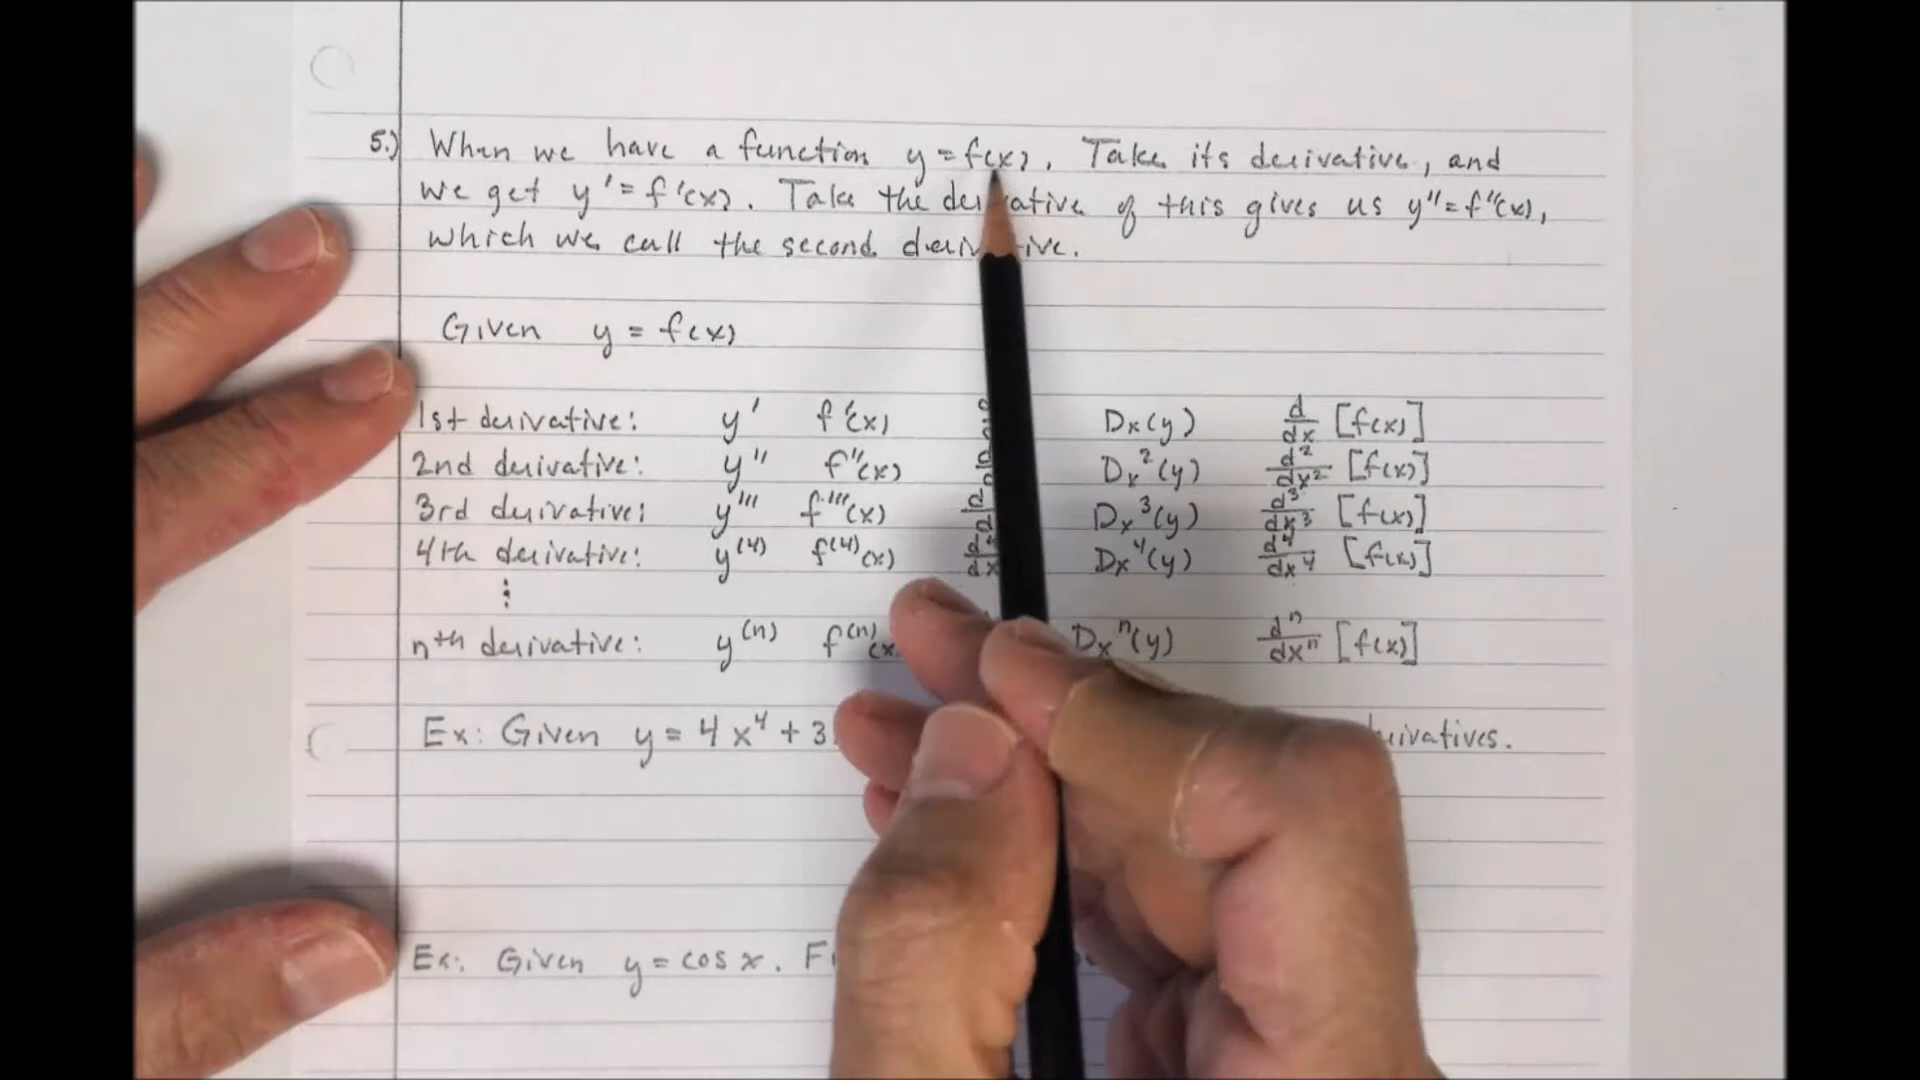 5.) When we have a function y = f(x). Take its derivative, and
we get y' = f'(x). Take the derivative of this gives us y'' = f''(x),
which we call the second derivative.
Given y = f(x)
1st derivative: y' f'(x) Dx(y) d/dx [f(x)]
2nd derivative: y'' f''(x) Dx²(y) d²/dx² [f(x)]
3rd derivative: y''' f'''(x) Dx³(y) d³/dx³ [f(x)]
4th derivative: y⁽⁴⁾ f⁽⁴⁾(x) Dx⁴(y) d⁴/dx⁴ [f(x)]
⋮
nth derivative: y⁽ⁿ⁾ f⁽ⁿ⁾(x Dxⁿ(y) dⁿ/dxⁿ [f(x)]
Ex: Given y = 4x⁴ + 3
Ex: Given y = cos x.